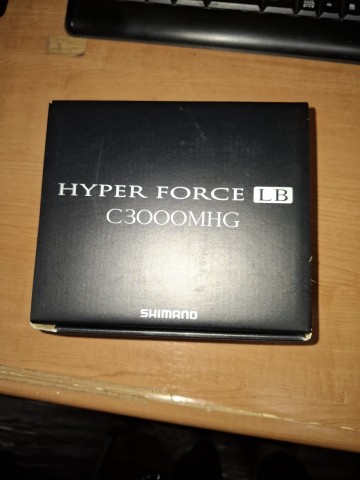 HYPER FORCE LB
C3000MHG
SHIMANO